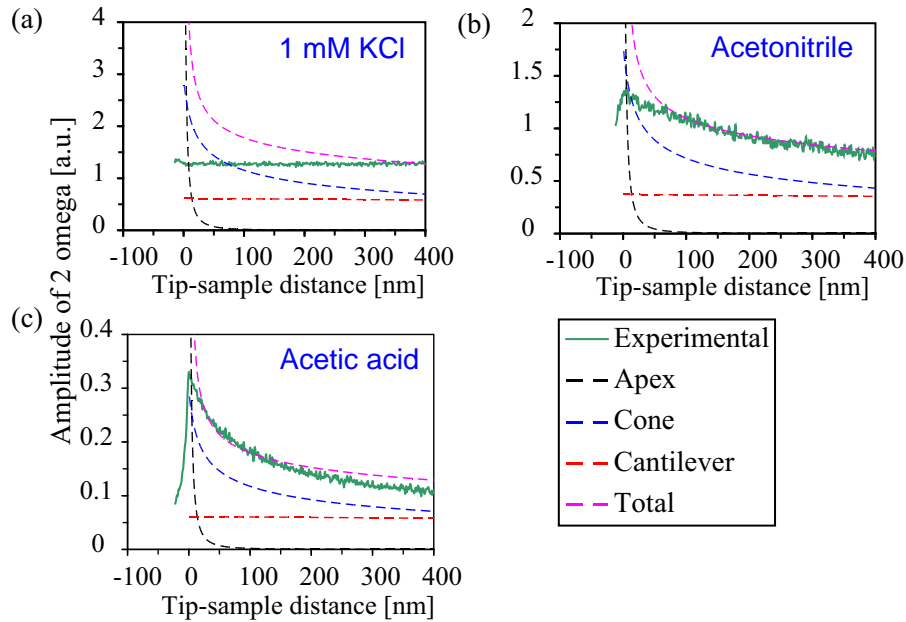 (a)
1 mM KCl
4
3
2
1
0
-100 0 100 200 300 400
Tip-sample distance [nm]
(b)
Acetonitrile
2
1.5
1
0.5
0
-100 0 100 200 300 400
Tip-sample distance [nm]
Amplitude of 2 omega [a.u.]
(c)
Acetic acid
0.4
0.3
0.2
0.1
0
-100 0 100 200 300 400
Tip-sample distance [nm]
Experimental
Apex
Cone
Cantilever
Total